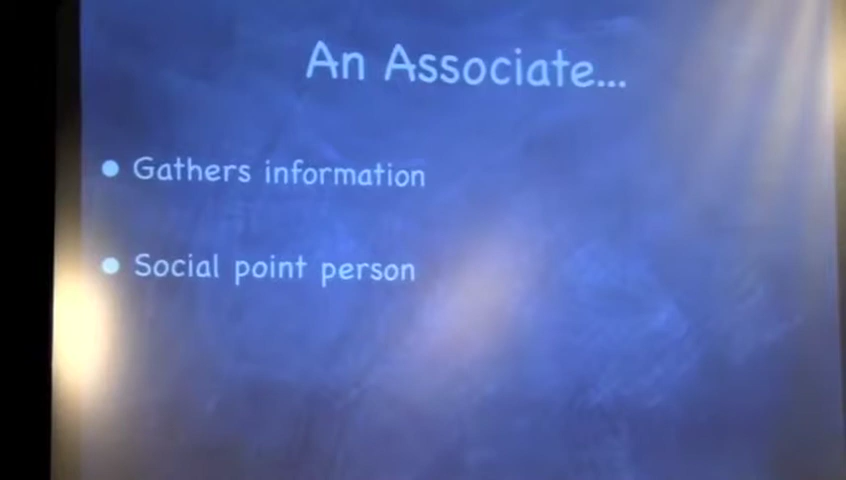 An Associate...
Gathers information
Social point person